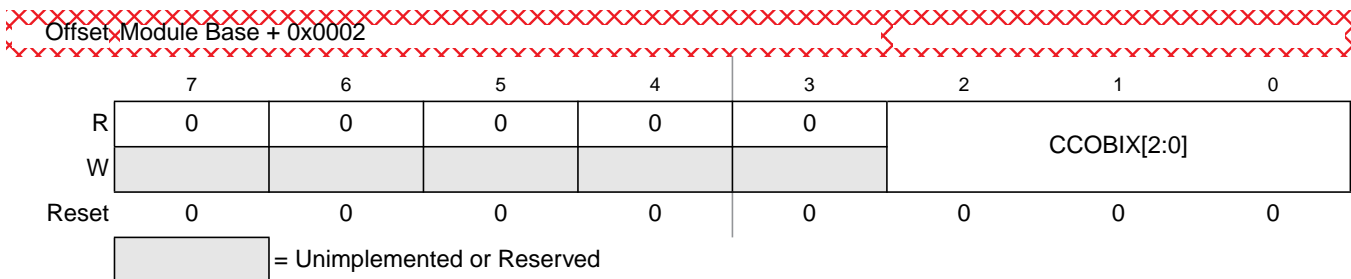 Offset Module Base + 0x0002
7 6 5 4 3 2 1 0
R 0 0 0 0 0 CCOBIX[2:0]
W
Reset 0 0 0 0 0 0 0 0
= Unimplemented or Reserved